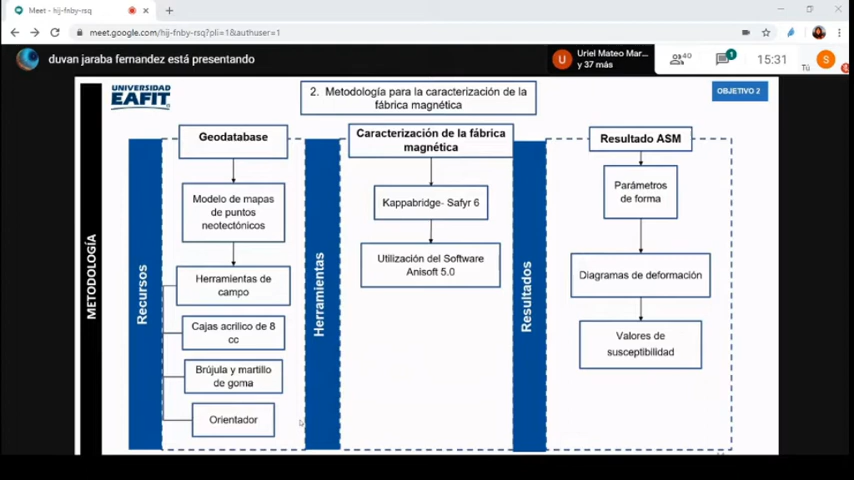 Meet - hij-fnby-rsq
meet.google.com/hij-fnby-rsq?pli=1&authuser=1
duvan jaraba fernandez está presentando
U
Uriel Mateo Mar...
y 37 más
40
1
15:31
S
Tú
UNIVERSIDAD
EAFIT
2. Metodología para la caracterización de la
fábrica magnética
OBJETIVO 2
METODOLOGÍA
Recursos
Geodatabase
Modelo de mapas
de puntos
neotectónicos
Herramientas de
campo
Cajas acrílico de 8
cc
Brújula y martillo
de goma
Orientador
Herramientas
Caracterización de la fábrica
magnética
Kappabridge- Safyr 6
Utilización del Software
Anisoft 5.0
Resultados
Resultado ASM
Parámetros
de forma
Diagramas de deformación
Valores de
susceptibilidad